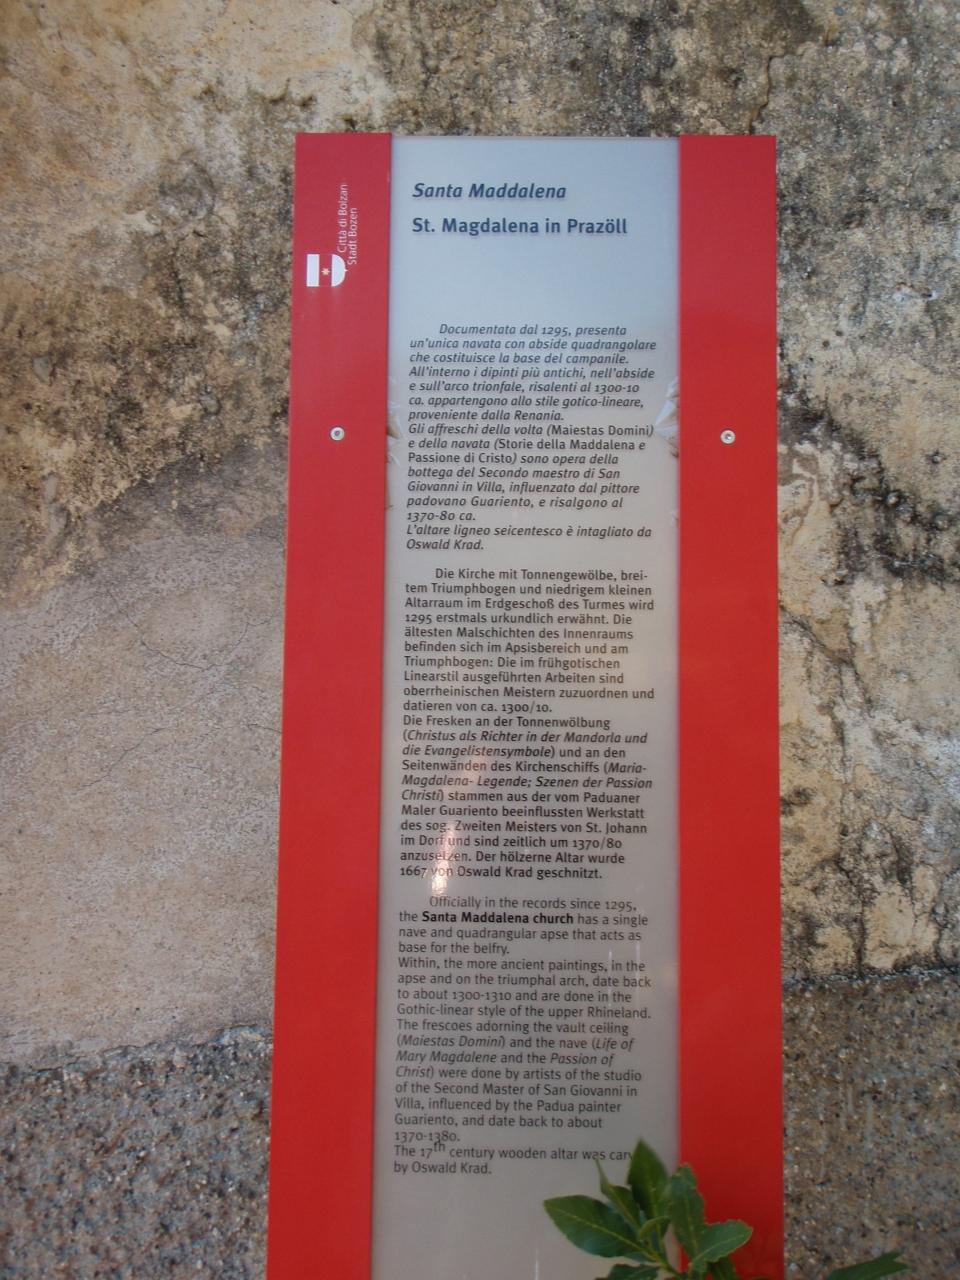 Città di Bolzan
Stadt Bozen
Santa Maddalena
St. Magdalena in Prazöll
Documentata dal 1295, presenta
un'unica navata con abside quadrangolare
che costituisce la base del campanile.
All'interno i dipinti più antichi, nell'abside
e sull'arco trionfale, risalenti al 1300-10
ca. appartengono allo stile gotico-lineare,
proveniente dalla Renania.
Gli affreschi della volta (Maiestas Domini)
e della navata (Storie della Maddalena e
Passione di Cristo) sono opera della
bottega del Secondo maestro di San
Giovanni in Villa, influenzato dal pittore
padovano Guariento, e risalgono al
1370-80 ca.
L'altare ligneo seicentesco è intagliato da
Oswald Krad.
Die Kirche mit Tonnengewölbe, brei-
tem Triumphbogen und niedrigem kleinen
Altarraum im Erdgeschoß des Turmes wird
1295 erstmals urkundlich erwähnt. Die
ältesten Malschichten des Innenraums
befinden sich im Apsisbereich und am
Triumphbogen: Die im frühgotischen
Linearstil ausgeführten Arbeiten sind
oberrheinischen Meistern zuzuordnen und
datieren von ca. 1300/10.
Die Fresken an der Tonnenwölbung
(Christus als Richter in der Mandorla und
die Evangelistensymbole) und an den
Seitenwänden des Kirchenschiffs (Maria-
Magdalena- Legende; Szenen der Passion
Christi) stammen aus der vom Paduaner
Maler Guariento beeinflussten Werkstatt
des sog. Zweiten Meisters von St. Johann
im Dorf und sind zeitlich um 1370/80
anzusetzen. Der hölzerne Altar wurde
1667 von Oswald Krad geschnitzt.
Officially in the records since 1295,
the Santa Maddalena church has a single
nave and quadrangular apse that acts as
base for the belfry.
Within, the more ancient paintings, in the
apse and on the triumphal arch, date back
to about 1300-1310 and are done in the
Gothic-linear style of the upper Rhineland.
The frescoes adorning the vault ceiling
(Maiestas Domini) and the nave (Life of
Mary Magdalene and the Passion of
Christ) were done by artists of the studio
of the Second Master of San Giovanni in
Villa, influenced by the Padua painter
Guariento, and date back to about
1370-1380.
The 17th century wooden altar was carv
by Oswald Krad.